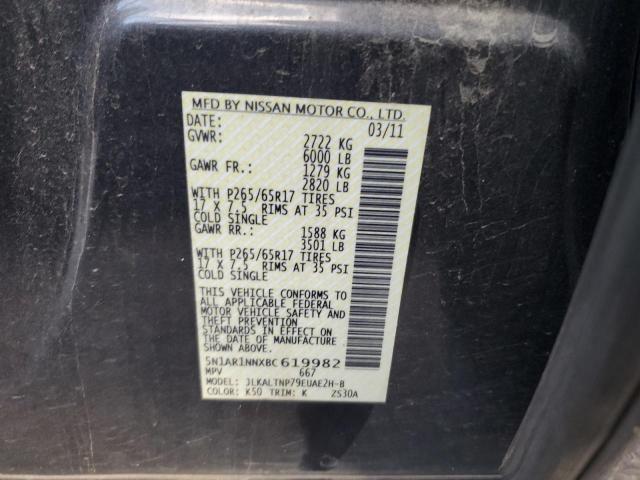 MFD BY NISSAN MOTOR CO., LTD.
DATE: 03/11
GVWR: 2722 KG
6000 LB
GAWR FR.: 1279 KG
2820 LB
WITH P265/65R17 TIRES
17 X 7.5 RIMS AT 35 PSI
COLD SINGLE
GAWR RR.: 1588 KG
3501 LB
WITH P265/65R17 TIRES
17 X 7.5 RIMS AT 35 PSI
COLD SINGLE
THIS VEHICLE CONFORMS TO
ALL APPLICABLE FEDERAL
MOTOR VEHICLE SAFETY AND
THEFT PREVENTION
STANDARDS IN EFFECT ON
THE DATE OF MANUFACTURE
SHOWN ABOVE.
5N1AR1NNXBC619982
MPV 667
MODEL: JLKALTNP79EUAE2H-B
COLOR: K50 TRIM: K ZS30A